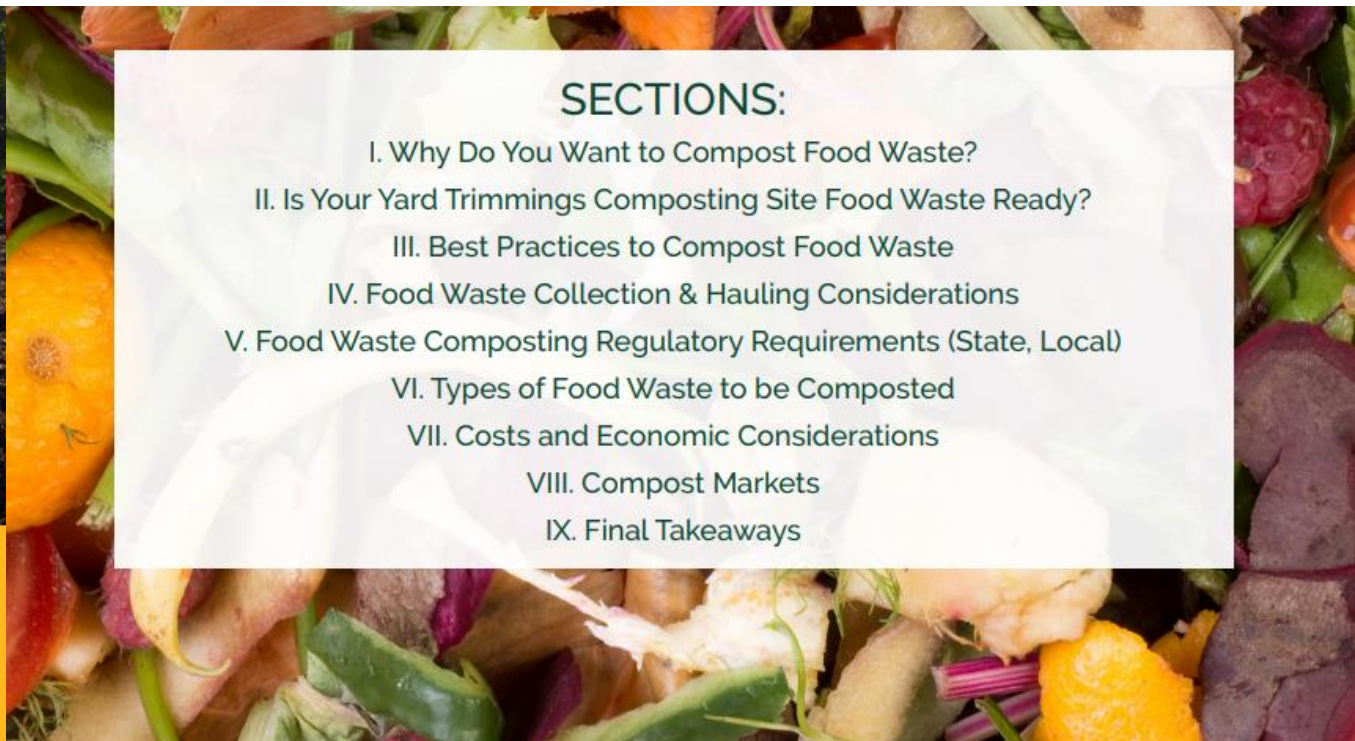 SECTIONS:
I. Why Do You Want to Compost Food Waste?
II. Is Your Yard Trimmings Composting Site Food Waste Ready?
III. Best Practices to Compost Food Waste
IV. Food Waste Collection & Hauling Considerations
V. Food Waste Composting Regulatory Requirements (State, Local)
VI. Types of Food Waste to be Composted
VII. Costs and Economic Considerations
VIII. Compost Markets
IX. Final Takeaways